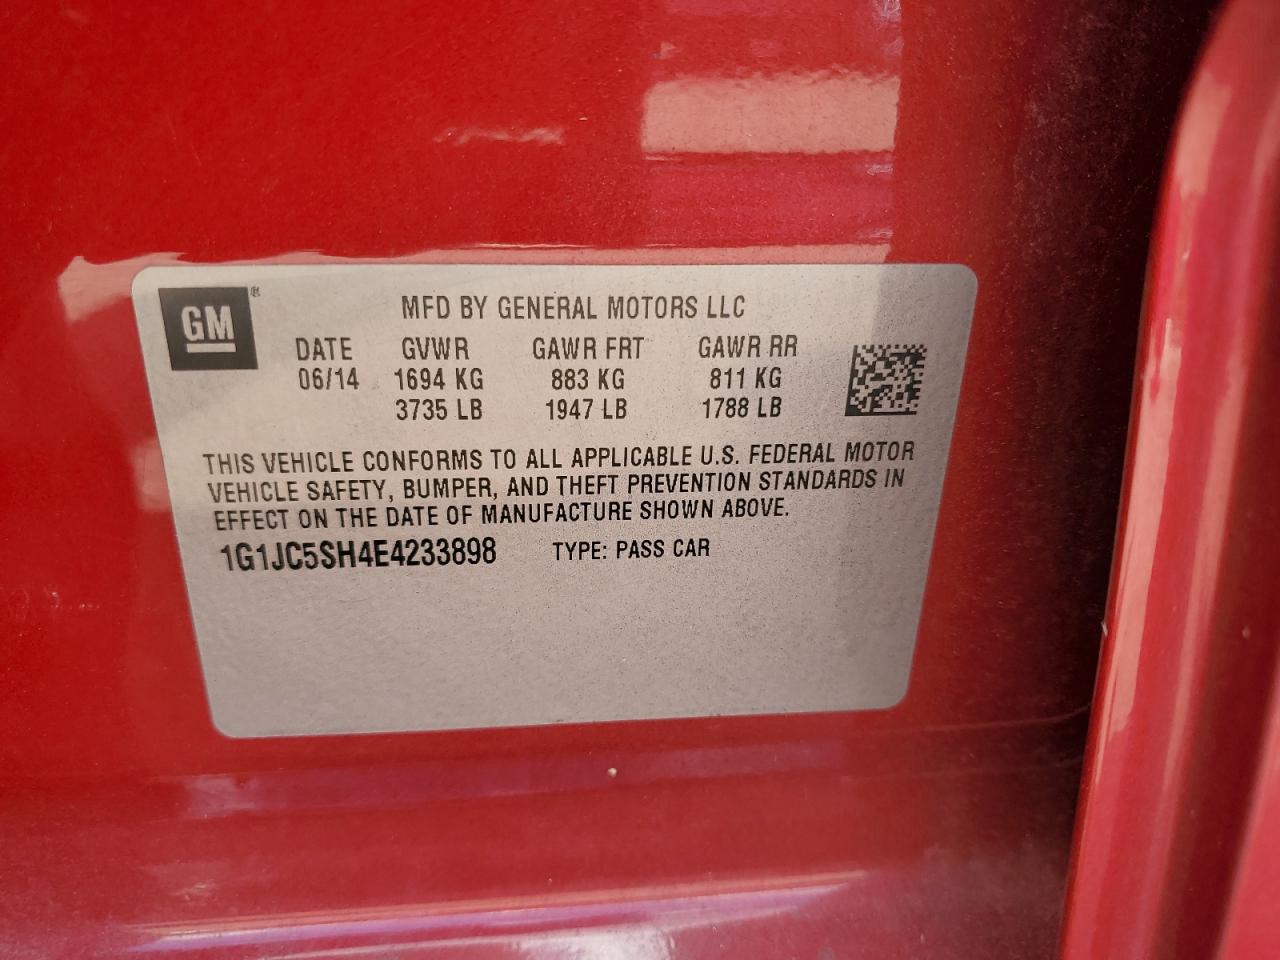 GM®
MFD BY GENERAL MOTORS LLC
DATE GVWR GAWR FRT GAWR RR
06/14 1694 KG 883 KG 811 KG
3735 LB 1947 LB 1788 LB
THIS VEHICLE CONFORMS TO ALL APPLICABLE U.S. FEDERAL MOTOR
VEHICLE SAFETY, BUMPER, AND THEFT PREVENTION STANDARDS IN
EFFECT ON THE DATE OF MANUFACTURE SHOWN ABOVE.
1G1JC5SH4E4233898 TYPE: PASS CAR